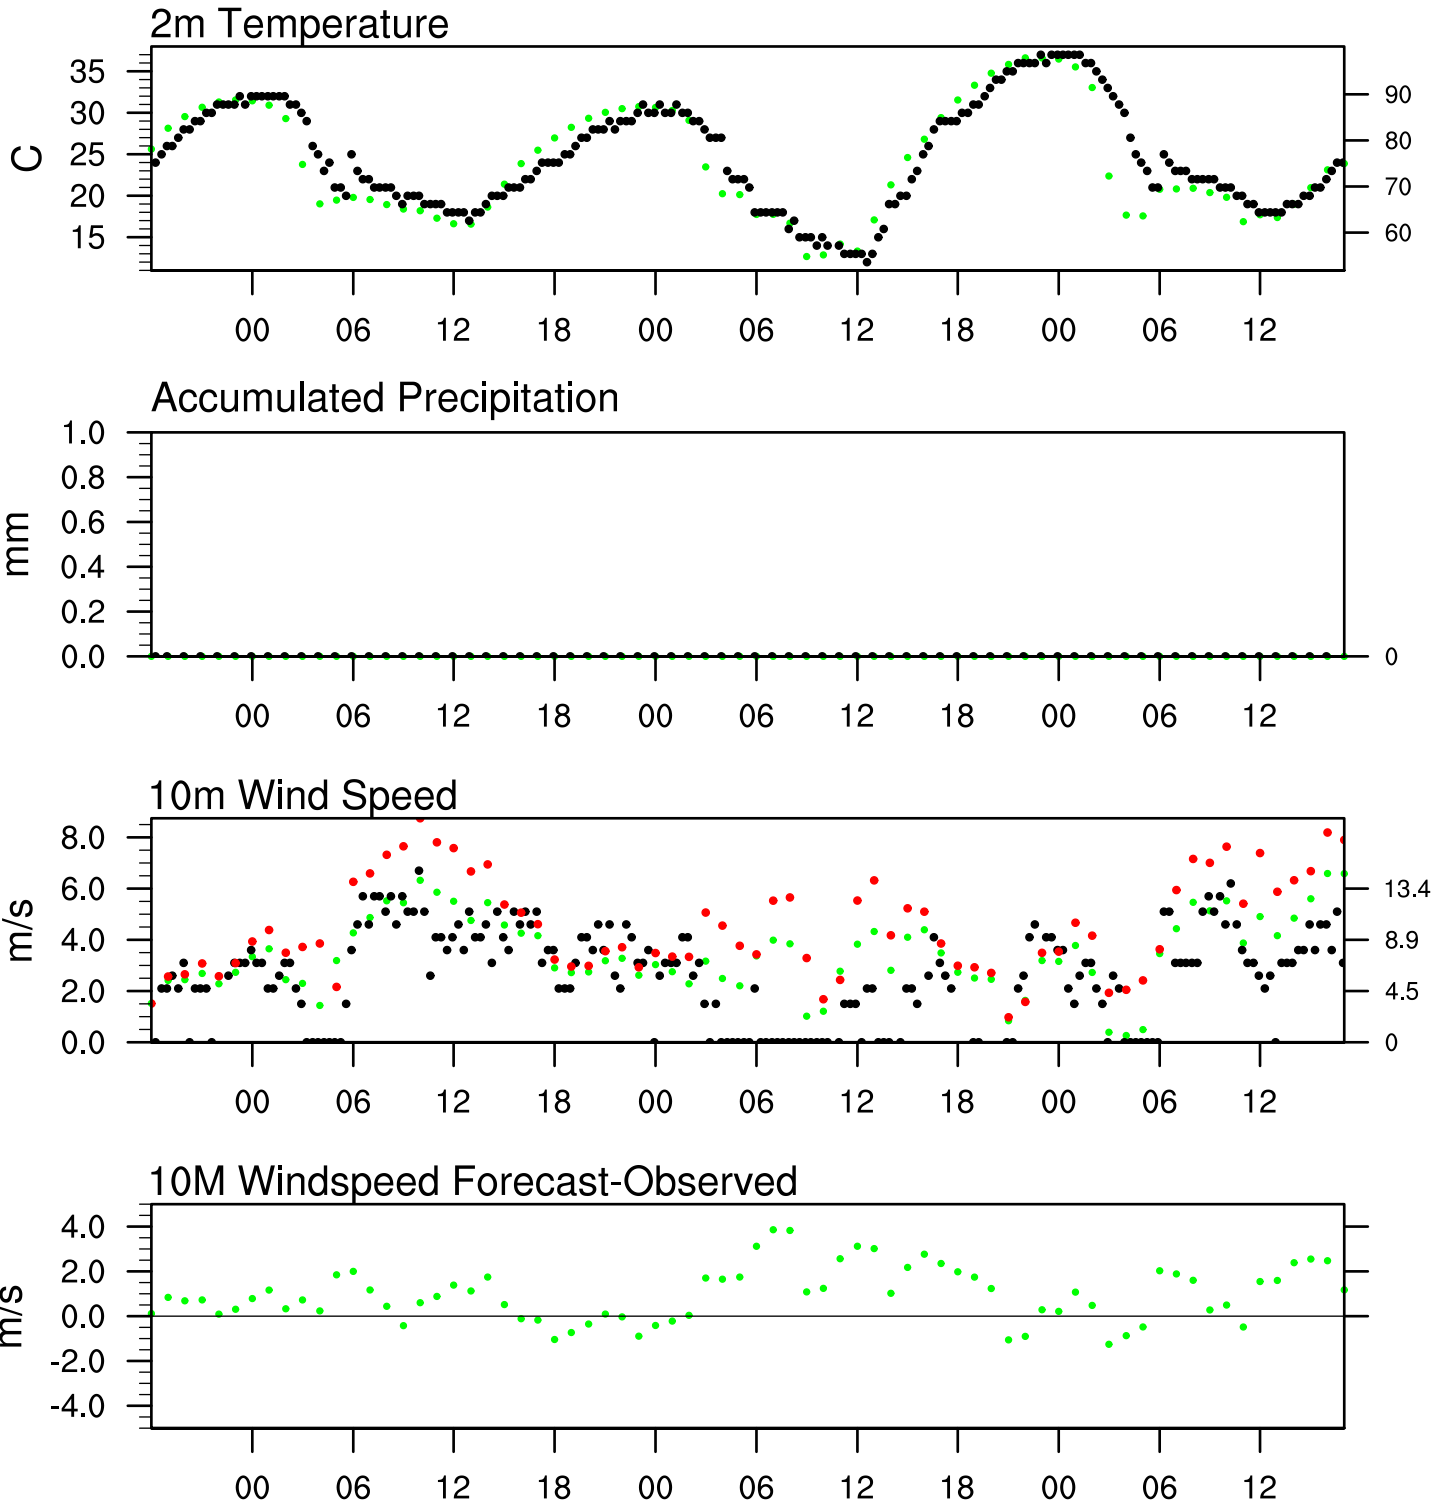 2m Temperature
C
35
30
25
20
15
90
80
70
60
00 06 12 18 00 06 12 18 00 06 12
Accumulated Precipitation
mm
1.0
0.8
0.6
0.4
0.2
0.0
0
00 06 12 18 00 06 12 18 00 06 12
10m Wind Speed
m/s
8.0
6.0
4.0
2.0
0.0
13.4
8.9
4.5
0
00 06 12 18 00 06 12 18 00 06 12
10M Windspeed Forecast-Observed
m/s
4.0
2.0
0.0
-2.0
-4.0
00 06 12 18 00 06 12 18 00 06 12